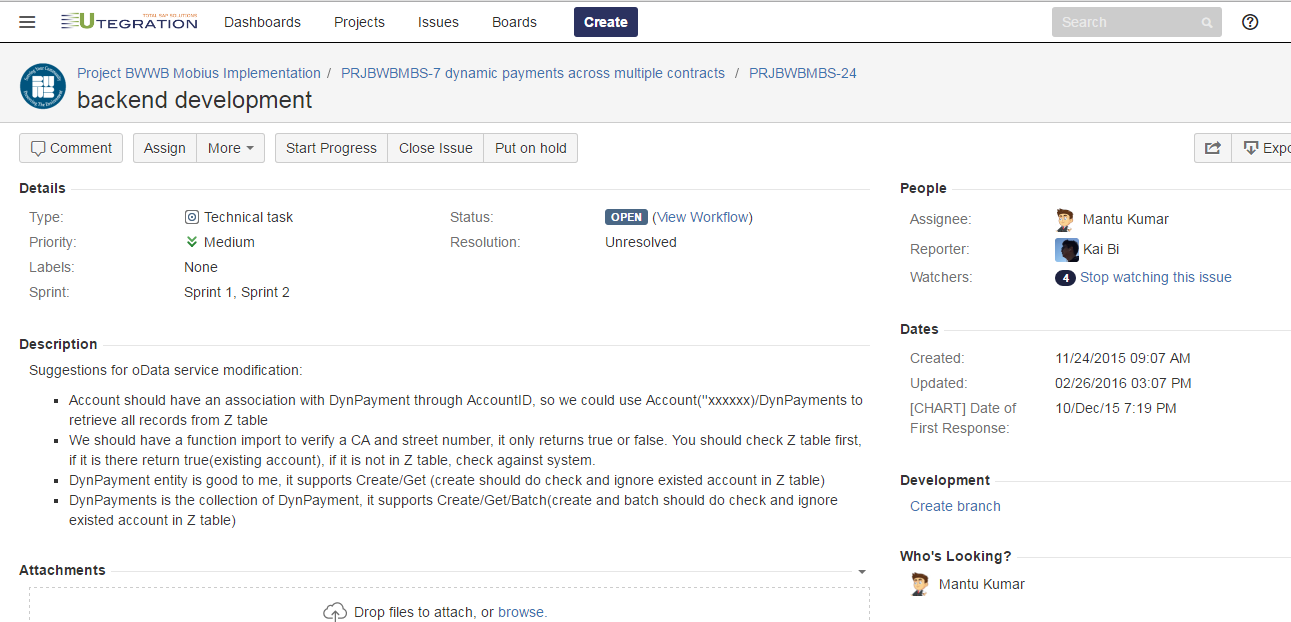 TOTAL SAP SOLUTIONS
UTEGRATION Dashboards Projects Issues Boards Create Search
Project BWWB Mobius Implementation / PRJBWBMBS-7 dynamic payments across multiple contracts / PRJBWBMBS-24
backend development
Comment Assign More Start Progress Close Issue Put on hold Expo
Details
Type: Technical task Status: OPEN (View Workflow)
Priority: Medium Resolution: Unresolved
Labels: None
Sprint: Sprint 1, Sprint 2
Description
Suggestions for oData service modification:
Account should have an association with DynPayment through AccountID, so we could use Account("xxxxxx)/DynPayments to
retrieve all records from Z table
We should have a function import to verify a CA and street number, it only returns true or false. You should check Z table first,
if it is there return true(existing account), if it is not in Z table, check against system.
DynPayment entity is good to me, it supports Create/Get (create should do check and ignore existed account in Z table)
DynPayments is the collection of DynPayment, it supports Create/Get/Batch(create and batch should do check and ignore
existed account in Z table)
Attachments
Drop files to attach, or browse.
People
Assignee: Mantu Kumar
Reporter: Kai Bi
Watchers: 4 Stop watching this issue
Dates
Created: 11/24/2015 09:07 AM
Updated: 02/26/2016 03:07 PM
[CHART] Date of 10/Dec/15 7:19 PM
First Response:
Development
Create branch
Who's Looking?
Mantu Kumar